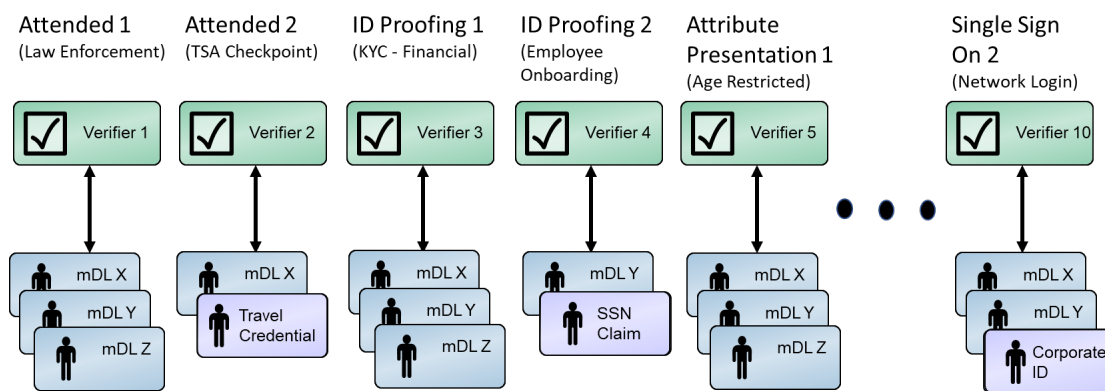 Attended 1
(Law Enforcement)
Attended 2
(TSA Checkpoint)
ID Proofing 1
(KYC - Financial)
ID Proofing 2
(Employee
Onboarding)
Attribute
Presentation 1
(Age Restricted)
Single Sign
On 2
(Network Login)
Verifier 1
Verifier 2
Verifier 3
Verifier 4
Verifier 5
Verifier 10
mDL X
mDL Y
mDL Z
mDL X
Travel
Credential
mDL X
mDL Y
mDL Z
mDL Y
SSN
Claim
mDL X
mDL Y
mDL Z
mDL X
mDL Y
Corporate
ID